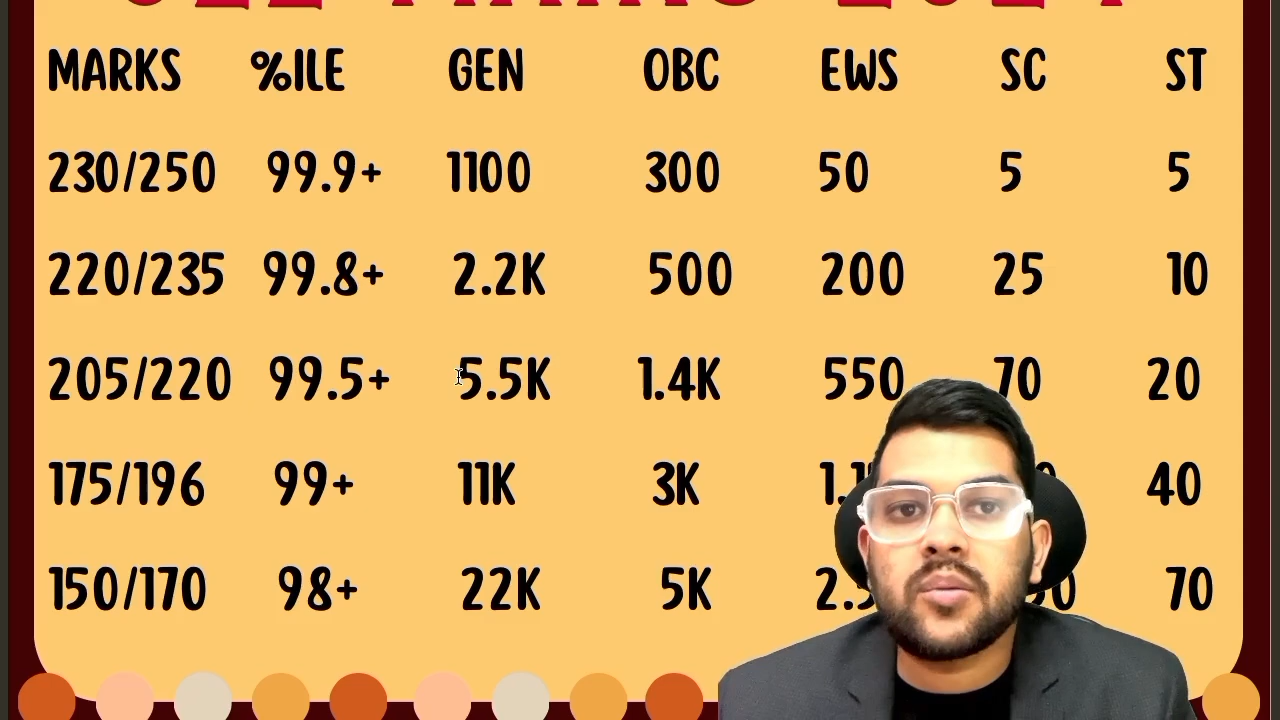 MARKS %ILE GEN OBC EWS SC ST
230/250 99.9+ 1100 300 50 5 5
220/235 99.8+ 2.2K 500 200 25 10
205/220 99.5+ 5.5K 1.4K 550 70 20
175/196 99+ 11K 3K 40
150/170 98+ 22K 5K 70